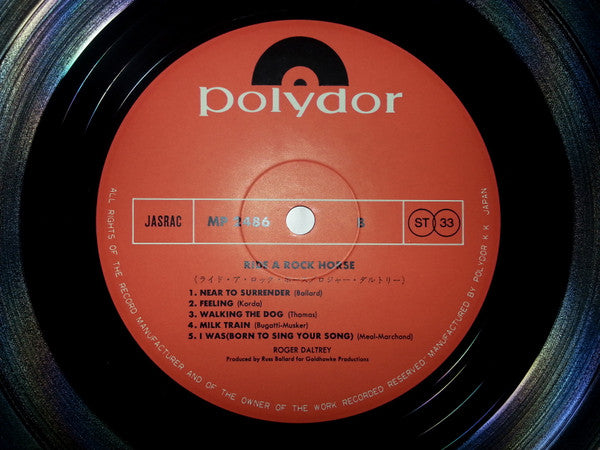 polydor
JASRAC
MP 2486
B
ST 33
RIDE A ROCK HORSE
(ライド・ア・ロック・ホース/ロジャー・ダルトリー)
1. NEAR TO SURRENDER (Ballard)
2. FEELING (Korda)
3. WALKING THE DOG (Thomas)
4. MILK TRAIN (Bugatti-Musker)
5. I WAS(BORN TO SING YOUR SONG) (Meal-Marchand)
ROGER DALTREY
Produced by Russ Ballard for Goldhawke Productions
ALL RIGHTS OF THE RECORD MANUFACTURER AND OF THE OWNER OF THE WORK RECORDED RESERVED: MANUFACTURED BY POLYDOR K.K. JAPAN